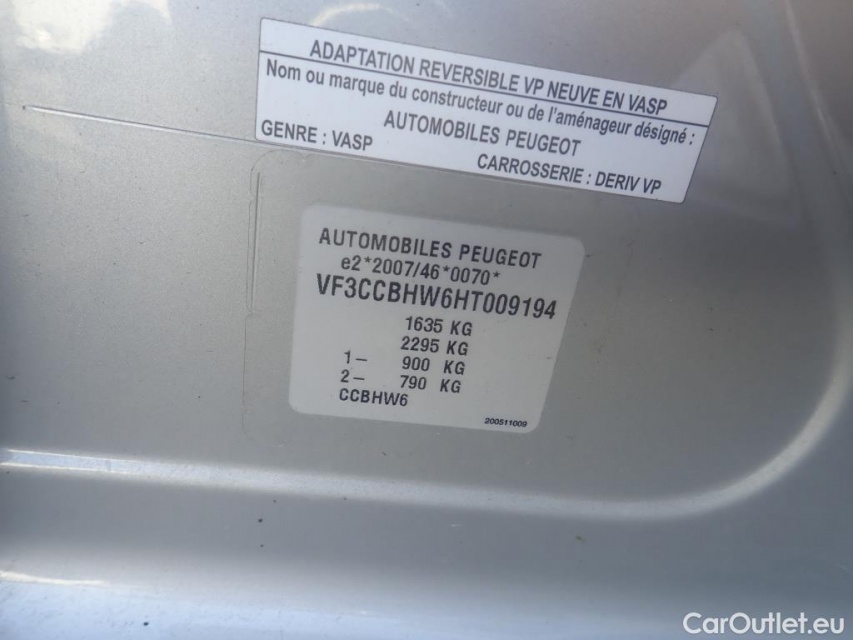 ADAPTATION REVERSIBLE VP NEUVE EN VASP
Nom ou marque du constructeur ou de l'aménageur désigné :
AUTOMOBILES PEUGEOT
GENRE : VASP CARROSSERIE : DERIV VP
AUTOMOBILES PEUGEOT
e2*2007/46*0070*
VF3CCBHW6HT009194
1635 KG
2295 KG
1- 900 KG
2- 790 KG
CCBHW6
200511009
CarOutlet.eu